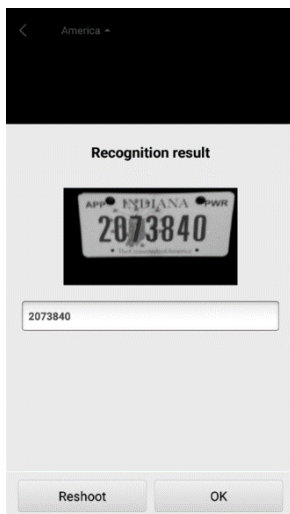 America
Recognition result
APP INDIANA PWR
2073840
2073840
Reshoot OK